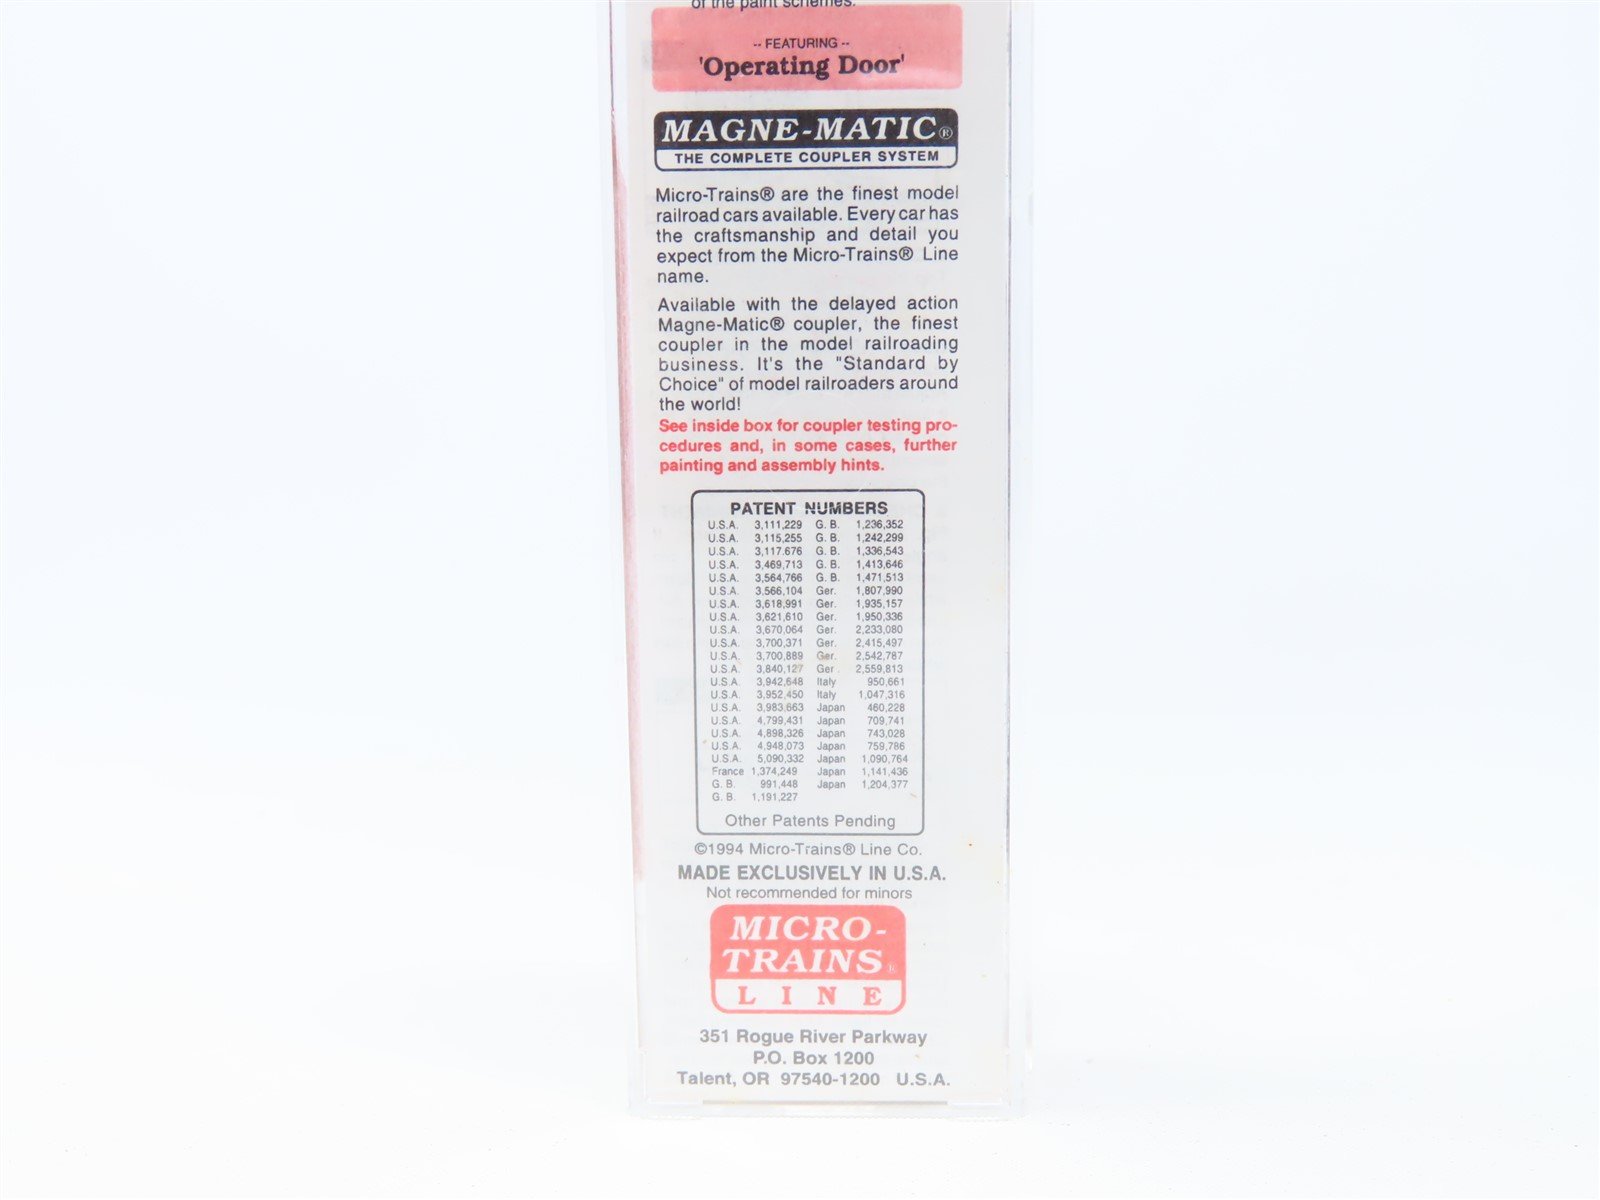 of the paint schemes.
-- FEATURING --
'Operating Door'
MAGNE-MATIC®
THE COMPLETE COUPLER SYSTEM
Micro-Trains® are the finest model
railroad cars available. Every car has
the craftsmanship and detail you
expect from the Micro-Trains® Line
name.
Available with the delayed action
Magne-Matic® coupler, the finest
coupler in the model railroading
business. It's the "Standard by
Choice" of model railroaders around
the world!
See inside box for coupler testing pro-
cedures and, in some cases, further
painting and assembly hints.
PATENT NUMBERS
U.S.A. 3,111,229 G. B. 1,236,352
U.S.A. 3,115,255 G. B. 1,242,299
U.S.A. 3,117.676 G. B. 1,336,543
U.S.A. 3,469,713 G. B. 1,413,646
U.S.A. 3,564,766 G. B. 1,471,513
U.S.A. 3,566,104 Ger. 1,807,990
U.S.A. 3,618,991 Ger. 1,935,157
U.S.A. 3,621,610 Ger. 1,950,336
U.S.A. 3,670,064 Ger. 2,233,080
U.S.A. 3,700,371 Ger. 2,415,497
U.S.A. 3,700,889 Ger. 2,542,787
U.S.A. 3,840,127 Ger. 2,559,813
U.S.A. 3,942,648 Italy 950,661
U.S.A. 3,952,450 Italy 1,047,316
U.S.A. 3,983,663 Japan 460,228
U.S.A. 4,799,431 Japan 709,741
U.S.A. 4,898,326 Japan 743,028
U.S.A. 4,948,073 Japan 759,786
U.S.A. 5,090,332 Japan 1,090,764
France 1,374,249 Japan 1,141,436
G. B. 991,448 Japan 1,204,377
G. B. 1,191,227
Other Patents Pending
©1994 Micro-Trains® Line Co.
MADE EXCLUSIVELY IN U.S.A.
Not recommended for minors
MICRO-
TRAINS®
LINE
351 Rogue River Parkway
P.O. Box 1200
Talent, OR 97540-1200 U.S.A.